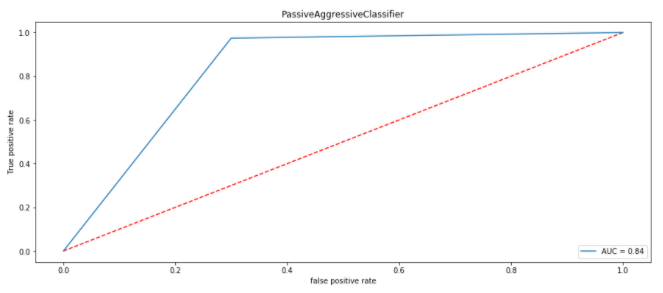 PassiveAggressiveClassifier
1.0
0.8
0.6
0.4
0.2
0.0
True positive rate
AUC = 0.84
0.0 0.2 0.4 0.6 0.8 1.0
false positive rate